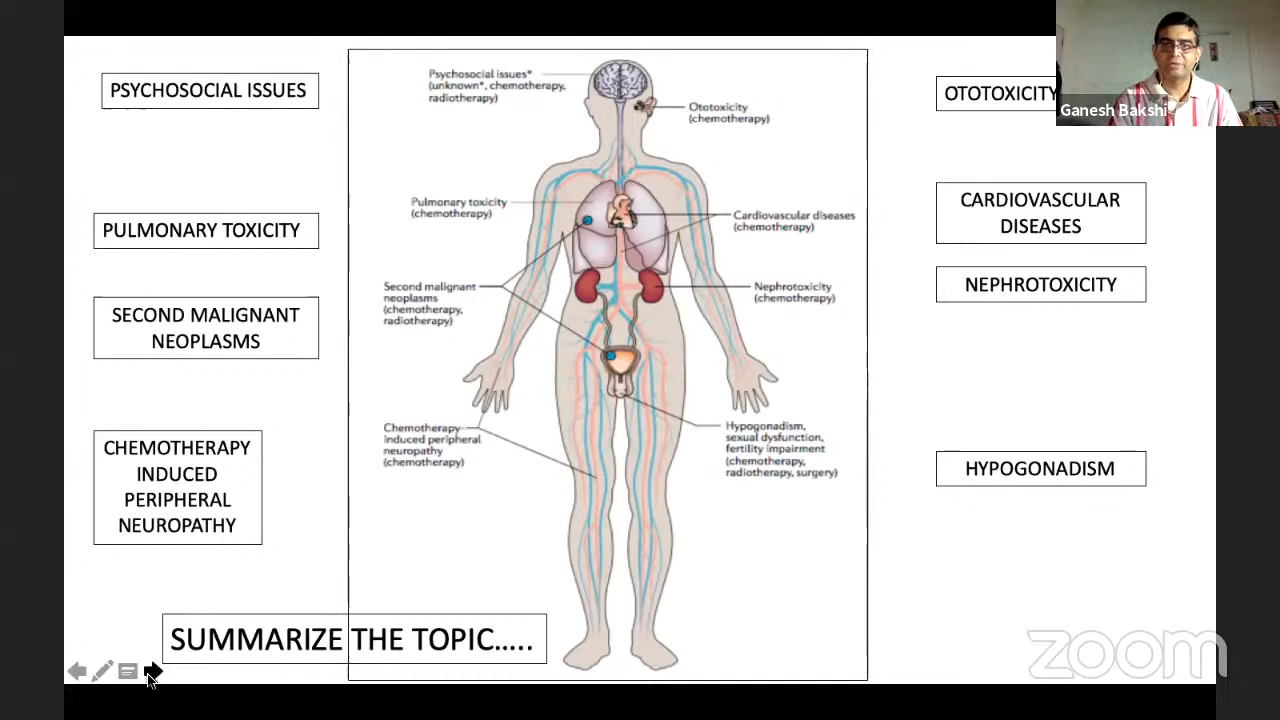 PSYCHOSOCIAL ISSUES
PULMONARY TOXICITY
SECOND MALIGNANT
NEOPLASMS
CHEMOTHERAPY
INDUCED
PERIPHERAL
NEUROPATHY
Psychosocial issues*
(unknown*, chemotherapy,
radiotherapy)
Ototoxicity
(chemotherapy)
Pulmonary toxicity
(chemotherapy)
Cardiovascular diseases
(chemotherapy)
Second malignant
neoplasms
(chemotherapy,
radiotherapy)
Nephrotoxicity
(chemotherapy)
Chemotherapy-
induced peripheral
neuropathy
(chemotherapy)
Hypogonadism,
sexual dysfunction,
fertility impairment
(chemotherapy,
radiotherapy, surgery)
OTOTOXICITY
Ganesh Bakshi
CARDIOVASCULAR
DISEASES
NEPHROTOXICITY
HYPOGONADISM
SUMMARIZE THE TOPIC.....
zoom